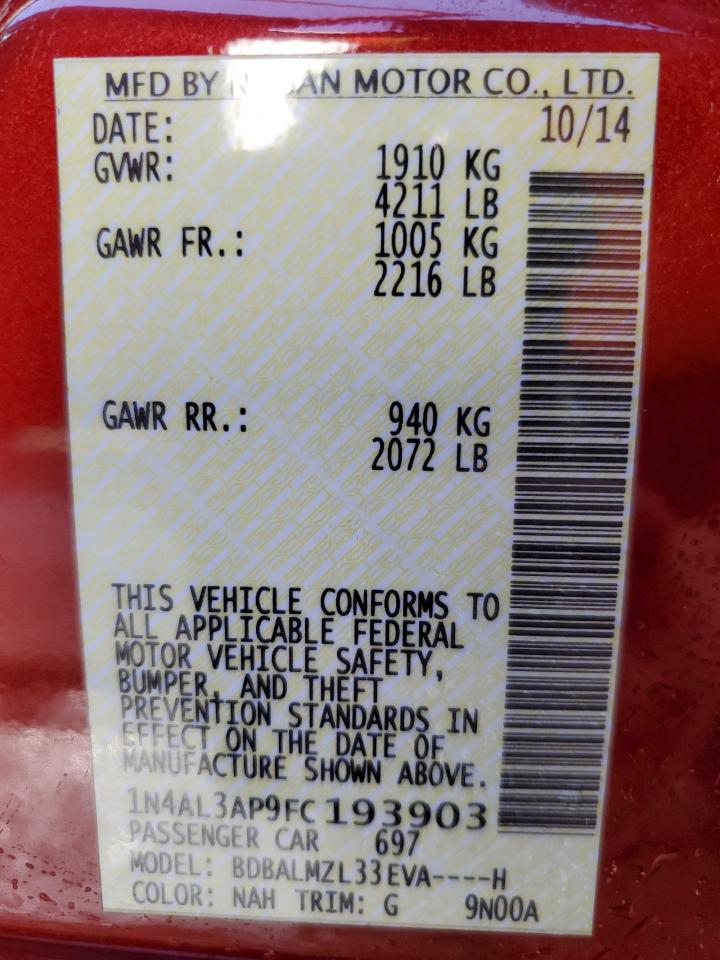 MFD BY NISSAN MOTOR CO., LTD.
DATE: 10/14
GVWR: 1910 KG
4211 LB
GAWR FR.: 1005 KG
2216 LB
GAWR RR.: 940 KG
2072 LB
THIS VEHICLE CONFORMS TO
ALL APPLICABLE FEDERAL
MOTOR VEHICLE SAFETY,
BUMPER, AND THEFT
PREVENTION STANDARDS IN
EFFECT ON THE DATE OF
MANUFACTURE SHOWN ABOVE.
1N4AL3AP9FC193903
PASSENGER CAR 697
MODEL: BDBALMZL33EVA----H
COLOR: NAH TRIM: G 9N00A